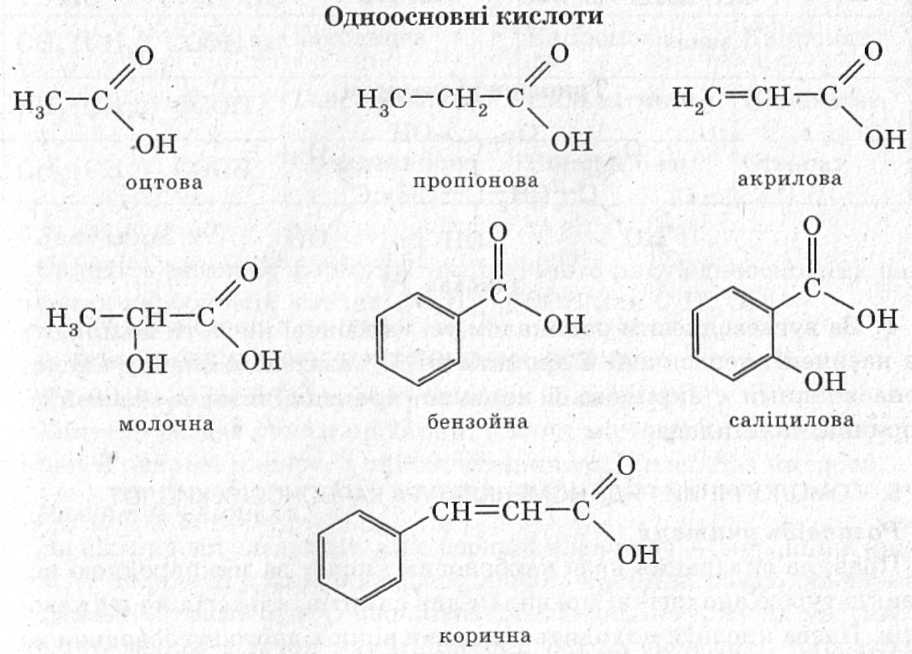 Одноосновні кислоти
H₃C–C O OH
оцтова
H₃C–CH₂–C O OH
пропіонова
H₂C=CH–C O OH
акрилова
H₃C–CH–C O OH OH
молочна
O C OH
бензойна
O C OH OH
саліцилова
CH=CH–C O OH
корична